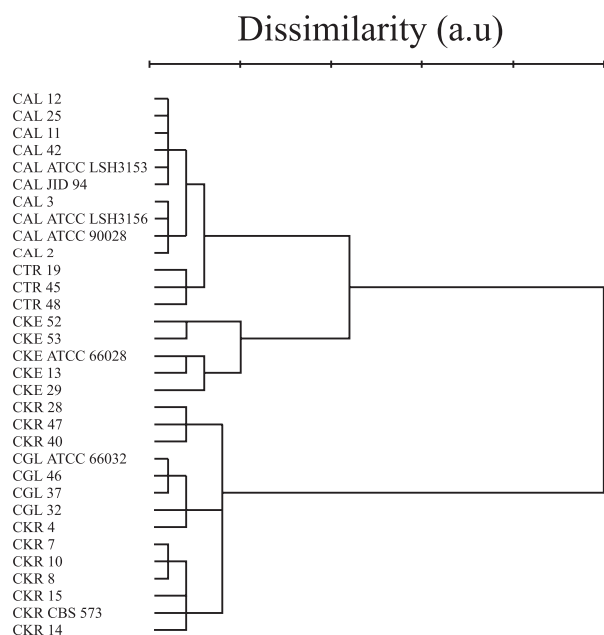 Dissimilarity (a.u)
CAL 12
CAL 25
CAL 11
CAL 42
CAL ATCC LSH3153
CAL JID 94
CAL 3
CAL ATCC LSH3156
CAL ATCC 90028
CAL 2
CTR 19
CTR 45
CTR 48
CKE 52
CKE 53
CKE ATCC 66028
CKE 13
CKE 29
CKR 28
CKR 47
CKR 40
CGL ATCC 66032
CGL 46
CGL 37
CGL 32
CKR 4
CKR 7
CKR 10
CKR 8
CKR 15
CKR CBS 573
CKR 14